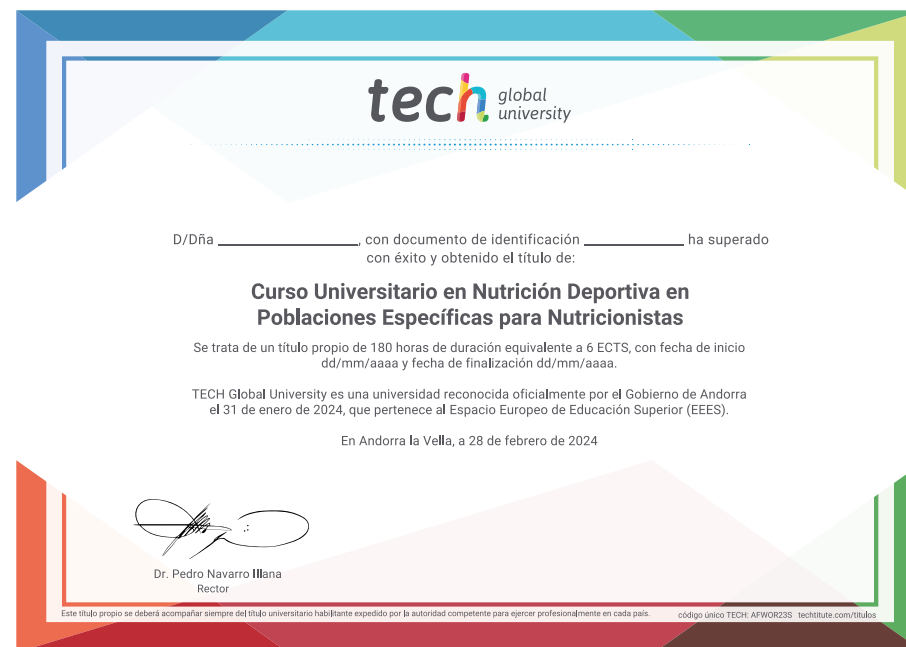 tech global
university
D/Dña ______________, con documento de identificación __________ ha superado
con éxito y obtenido el título de:
Curso Universitario en Nutrición Deportiva en
Poblaciones Específicas para Nutricionistas
Se trata de un título propio de 180 horas de duración equivalente a 6 ECTS, con fecha de inicio
dd/mm/aaaa y fecha de finalización dd/mm/aaaa.
TECH Global University es una universidad reconocida oficialmente por el Gobierno de Andorra
el 31 de enero de 2024, que pertenece al Espacio Europeo de Educación Superior (EEES).
En Andorra la Vella, a 28 de febrero de 2024
Dr. Pedro Navarro Illana
Rector
Este título propio se deberá acompañar siempre del título universitario habilitante expedido por la autoridad competente para ejercer profesionalmente en cada país. código único TECH: AFWOR23S techtitute.com/titulos